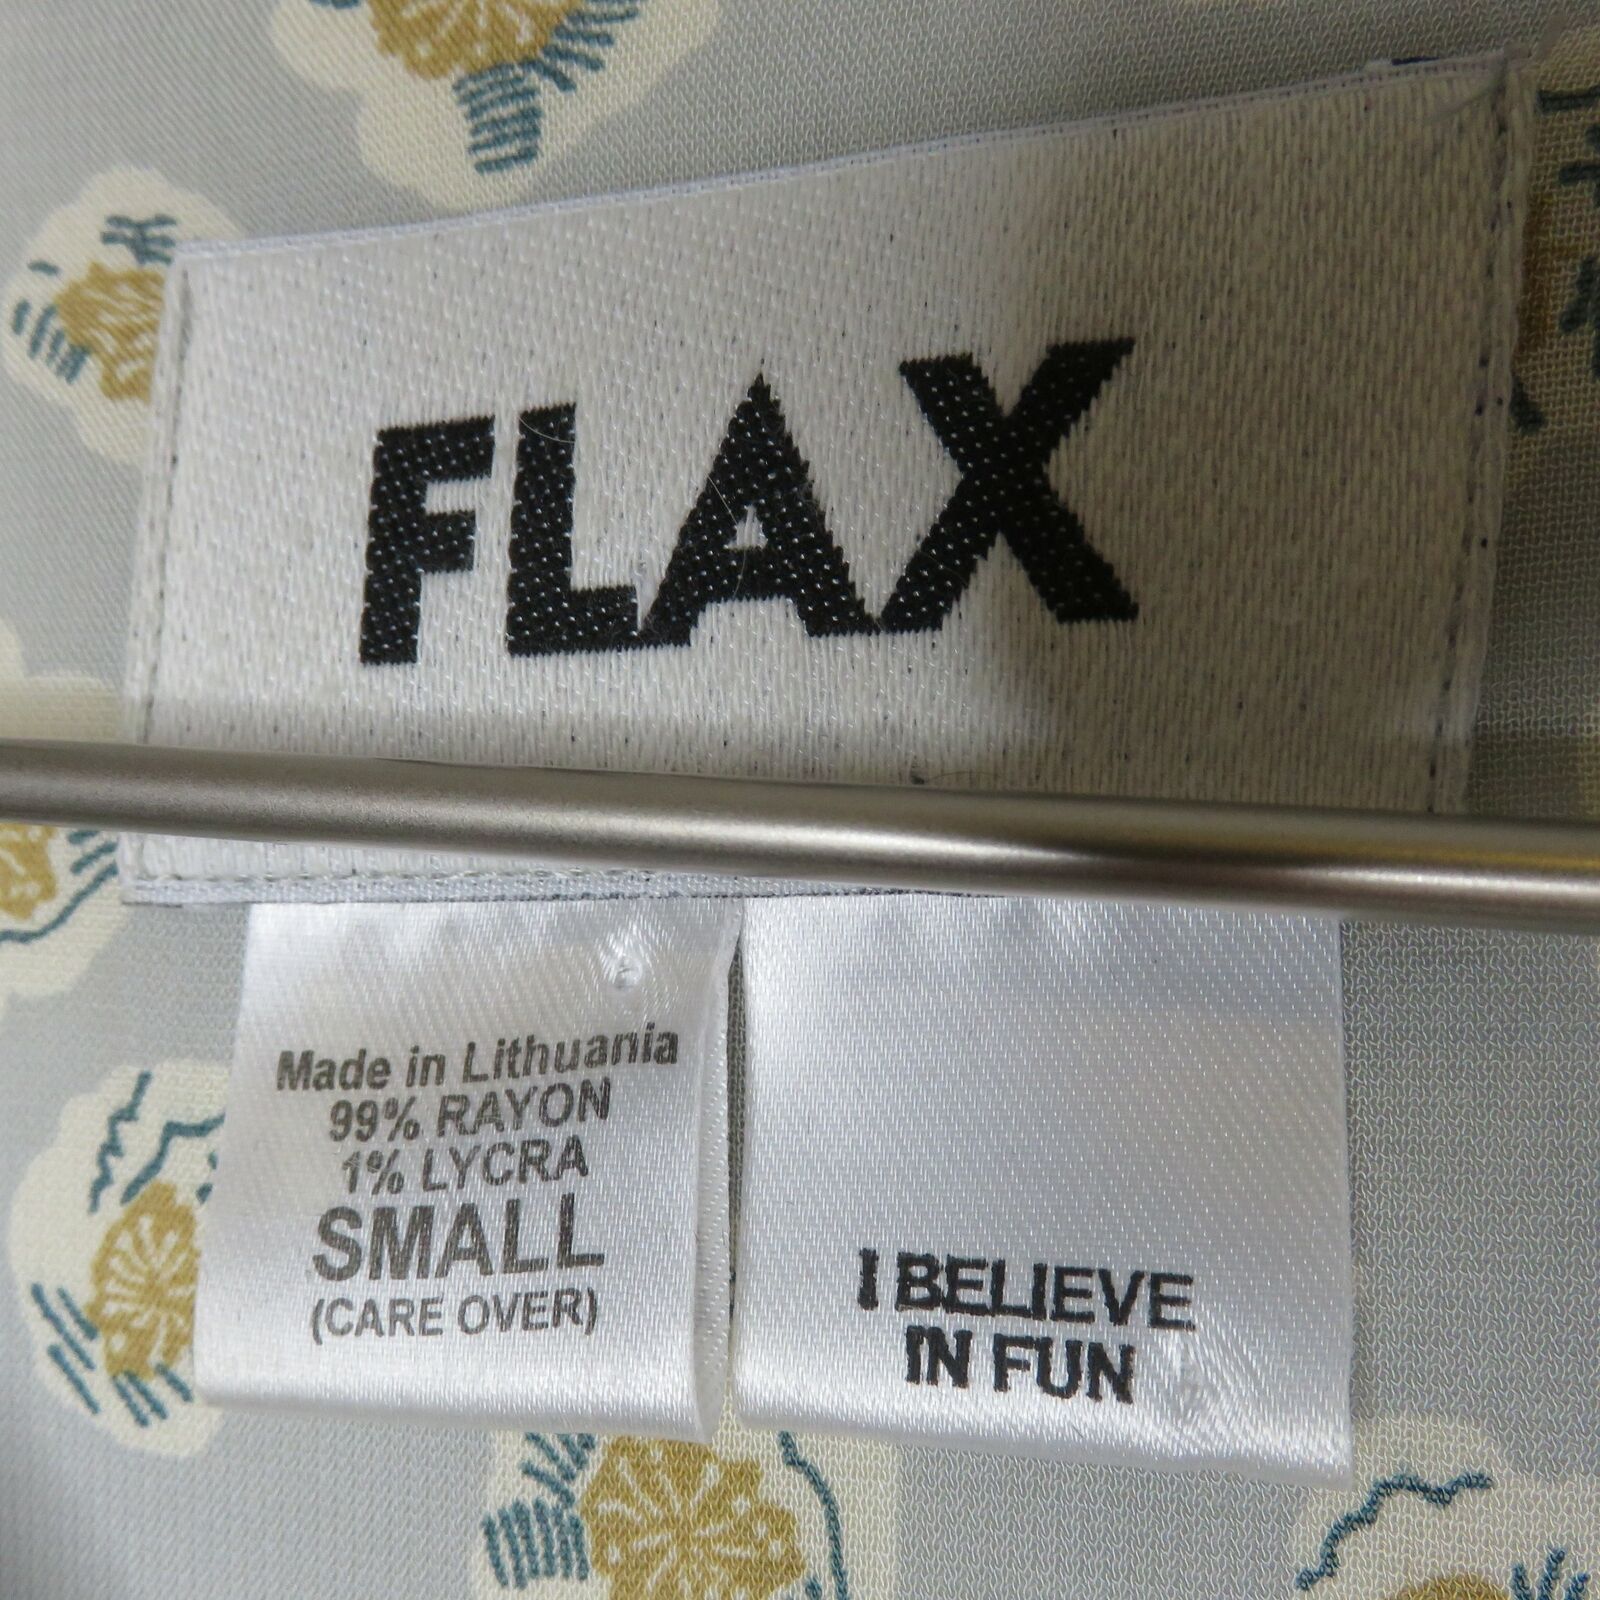 FLAX
Made in Lithuania
99% RAYON
1% LYCRA
SMALL
(CARE OVER)
I BELIEVE
IN FUN